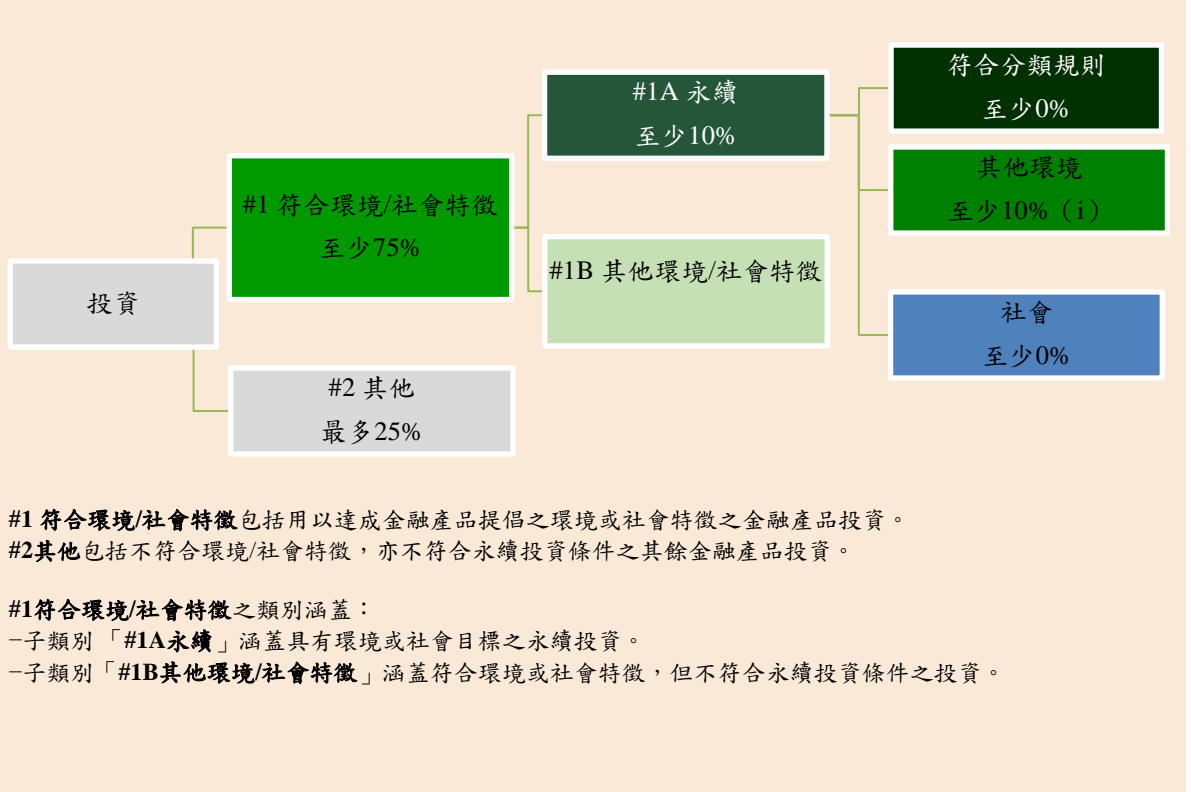 投資
#1 符合環境/社會特徵
至少75%
#2 其他
最多25%
#1A 永續
至少10%
#1B 其他環境/社會特徵
符合分類規則
至少0%
其他環境
至少10%（i）
社會
至少0%
#1 符合環境/社會特徵包括用以達成金融產品提倡之環境或社會特徵之金融產品投資。
#2其他包括不符合環境/社會特徵，亦不符合永續投資條件之其餘金融產品投資。
#1符合環境/社會特徵之類別涵蓋：
−子類別「#1A永續」涵蓋具有環境或社會目標之永續投資。
−子類別「#1B其他環境/社會特徵」涵蓋符合環境或社會特徵，但不符合永續投資條件之投資。